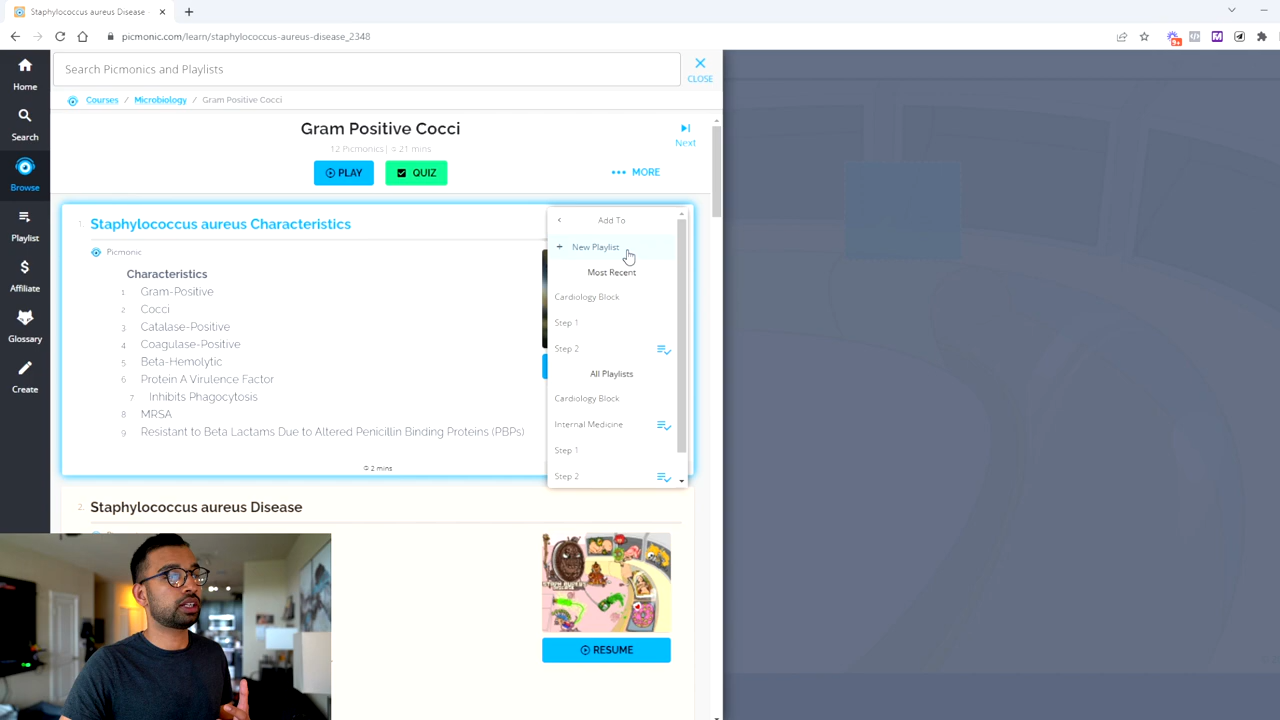 Staphylococcus aureus Disease -
picmonic.com/learn/staphylococcus-aureus-disease_2348
9+
Home
Search
Browse
Playlist
Affiliate
Glossary
Create
Search Picmonics and Playlists
CLOSE
Courses / Microbiology / Gram Positive Cocci
Gram Positive Cocci
12 Picmonics | 21 mins
Next
PLAY
QUIZ
MORE
1. Staphylococcus aureus Characteristics
Picmonic
Characteristics
1 Gram-Positive
2 Cocci
3 Catalase-Positive
4 Coagulase-Positive
5 Beta-Hemolytic
6 Protein A Virulence Factor
7 Inhibits Phagocytosis
8 MRSA
9 Resistant to Beta Lactams Due to Altered Penicillin Binding Proteins (PBPs)
2 mins
Add To
+ New Playlist
Most Recent
Cardiology Block
Step 1
Step 2
All Playlists
Cardiology Block
Internal Medicine
Step 1
Step 2
2. Staphylococcus aureus Disease
RESUME